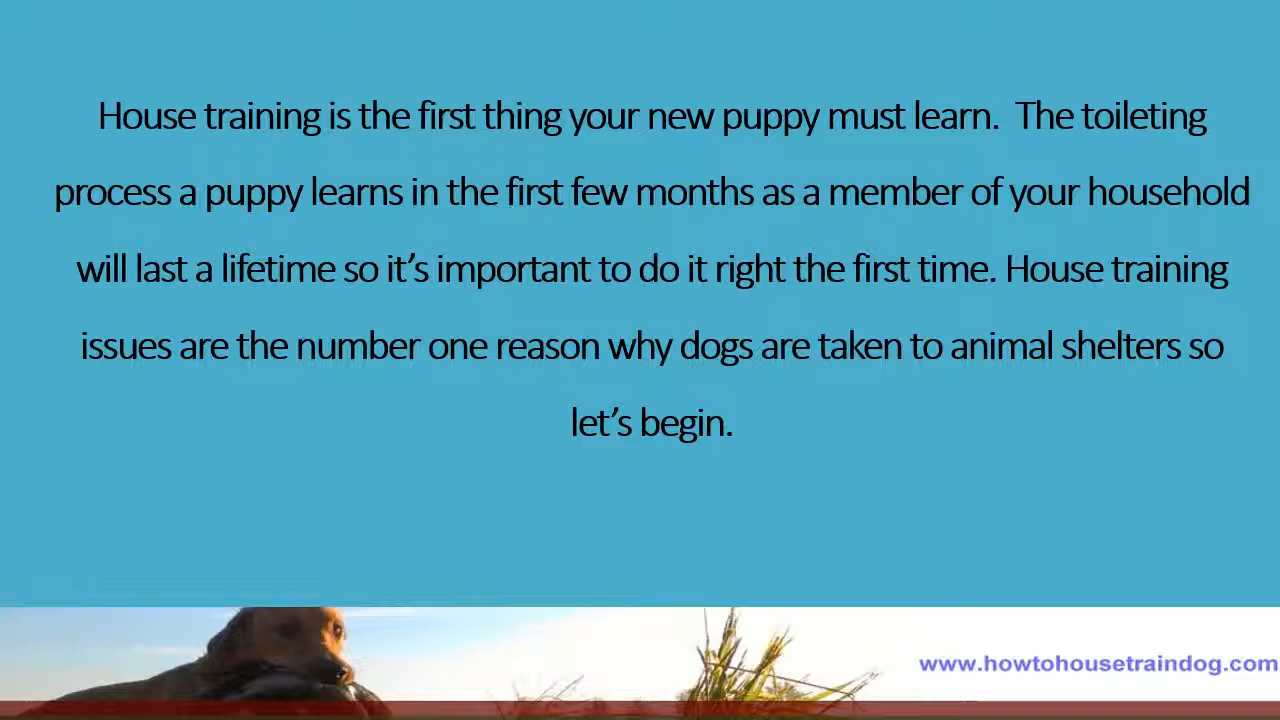 House training is the first thing your new puppy must learn.  The toileting
process a puppy learns in the first few months as a member of your household
will last a lifetime so it’s important to do it right the first time. House training
issues are the number one reason why dogs are taken to animal shelters so
let’s begin.
www.howtohousetraindog.com